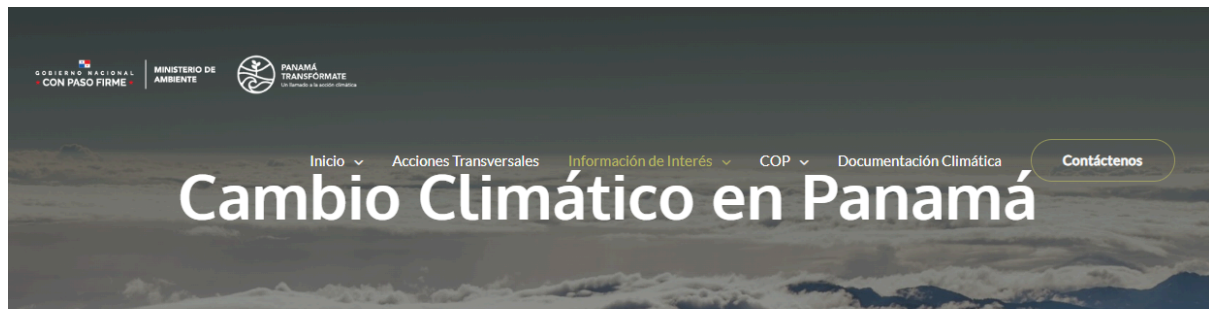 GOBIERNO NACIONAL
• CON PASO FIRME •
MINISTERIO DE
AMBIENTE
PANAMÁ
TRANSFÓRMATE
Un llamado a la acción climática
Inicio
Acciones Transversales
Información de Interés
COP
Documentación Climática
Contáctenos
Cambio Climático en Panamá